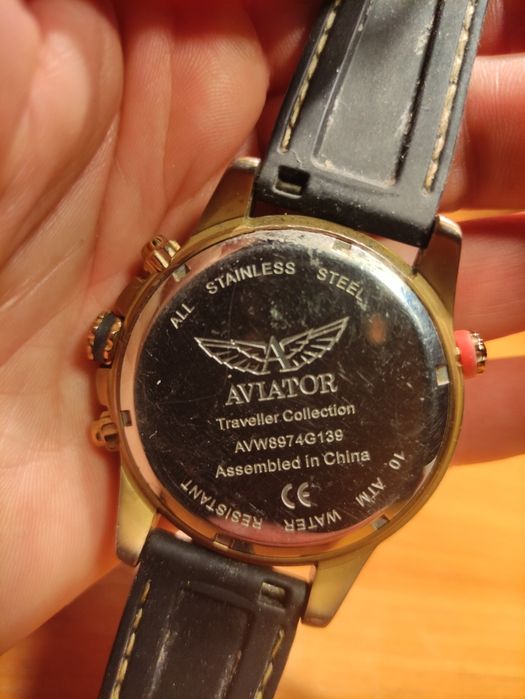 ALL STAINLESS STEEL
A
AVIATOR
Traveller Collection
AVW8974G139
Assembled in China
CE
10 ATM WATER RESISTANT